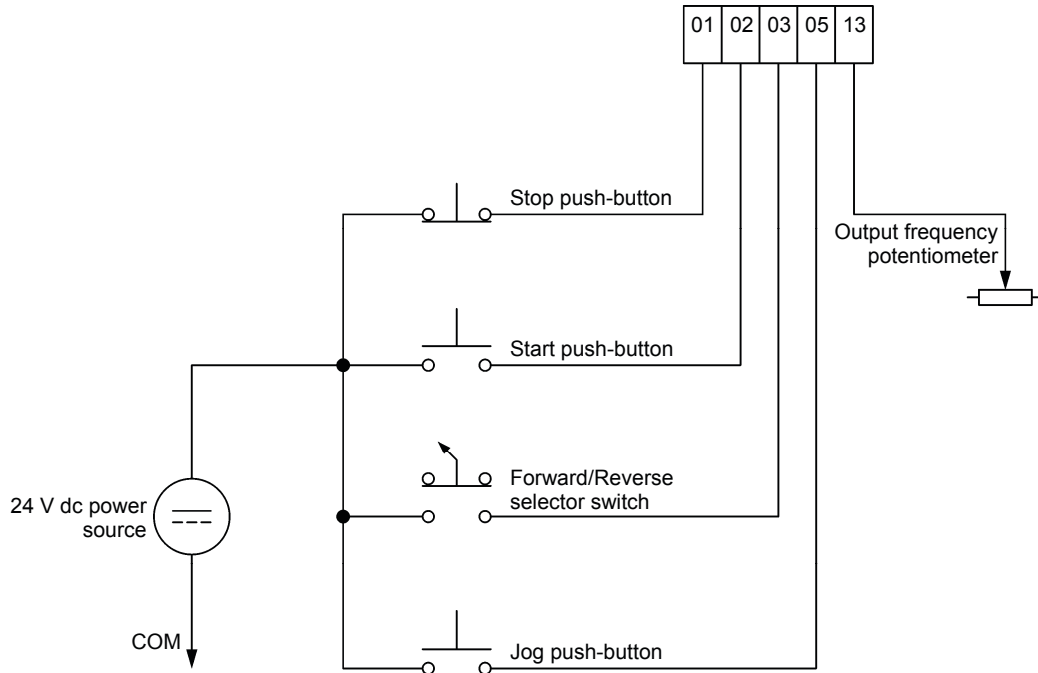 01 02 03 05 13
Stop push-button
Output frequency
potentiometer
Start push-button
Forward/Reverse
selector switch
24 V dc power
source
COM
Jog push-button